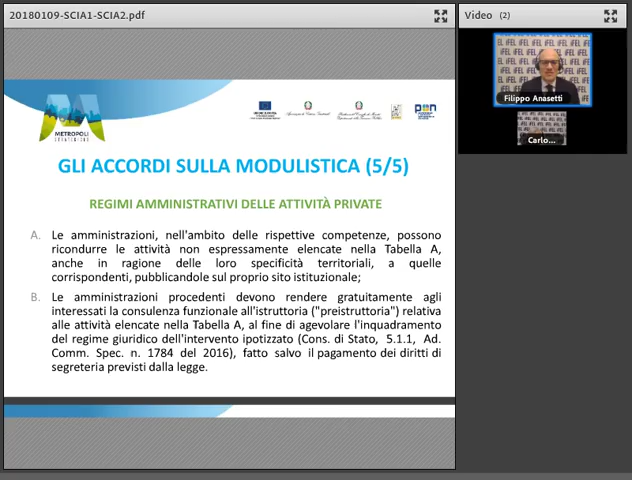 20180109-SCIA1-SCIA2.pdf
Video (2)
iFEL
Filippo Anasetti
Carlo...
METROPOLI
STRATEGICHE
pon
GLI ACCORDI SULLA MODULISTICA (5/5)
REGIMI AMMINISTRATIVI DELLE ATTIVITÀ PRIVATE
A. Le amministrazioni, nell'ambito delle rispettive competenze, possono
ricondurre le attività non espressamente elencate nella Tabella A,
anche in ragione delle loro specificità territoriali, a quelle
corrispondenti, pubblicandole sul proprio sito istituzionale;
B. Le amministrazioni procedenti devono rendere gratuitamente agli
interessati la consulenza funzionale all'istruttoria ("preistruttoria") relativa
alle attività elencate nella Tabella A, al fine di agevolare l'inquadramento
del regime giuridico dell'intervento ipotizzato (Cons. di Stato, 5.1.1, Ad.
Comm. Spec. n. 1784 del 2016), fatto salvo il pagamento dei diritti di
segreteria previsti dalla legge.